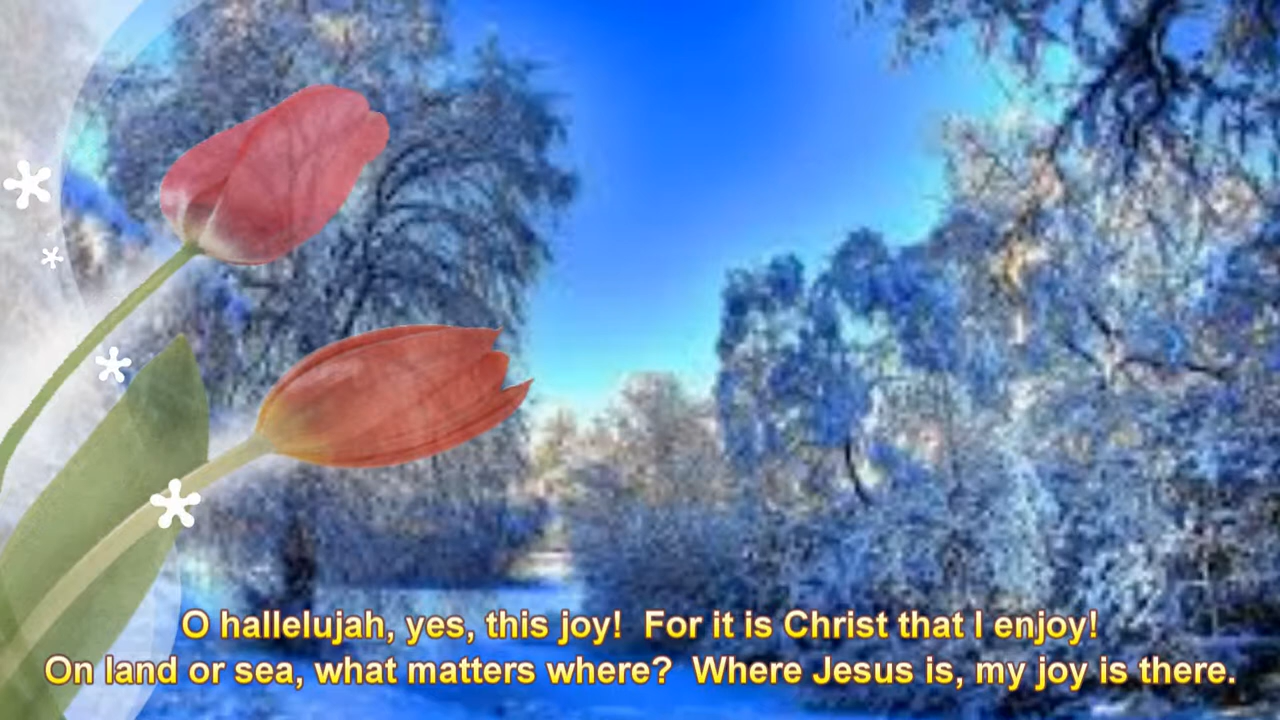 O hallelujah, yes, this joy!  For it is Christ that I enjoy!
On land or sea, what matters where?  Where Jesus is, my joy is there.